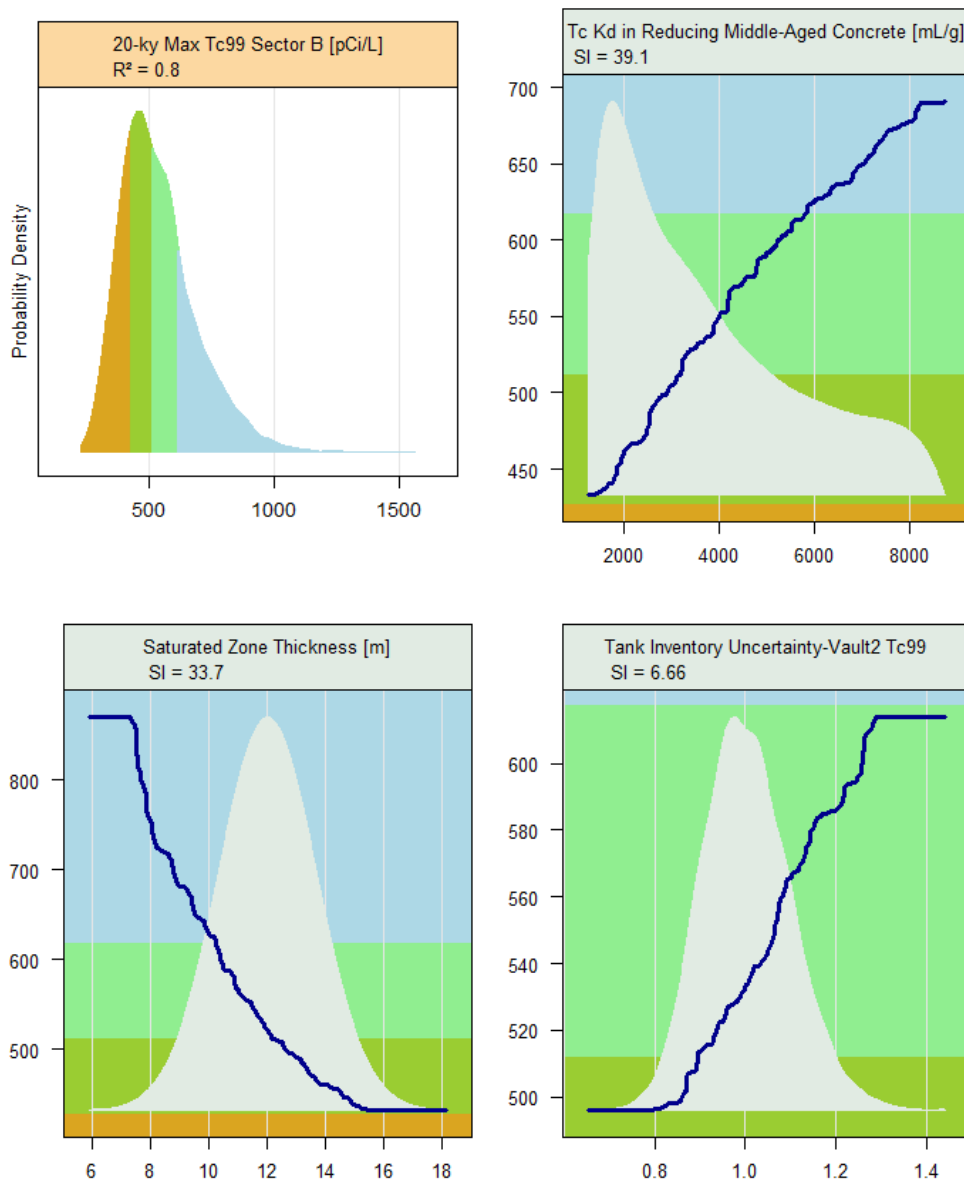 20-ky Max Tc99 Sector B [pCi/L]
R² = 0.8
Probability Density
500 1000 1500
Tc Kd in Reducing Middle-Aged Concrete [mL/g]
SI = 39.1
700
650
600
550
500
450
2000 4000 6000 8000
Saturated Zone Thickness [m]
SI = 33.7
800
700
600
500
6 8 10 12 14 16 18
Tank Inventory Uncertainty-Vault2 Tc99
SI = 6.66
600
580
560
540
520
500
0.8 1.0 1.2 1.4